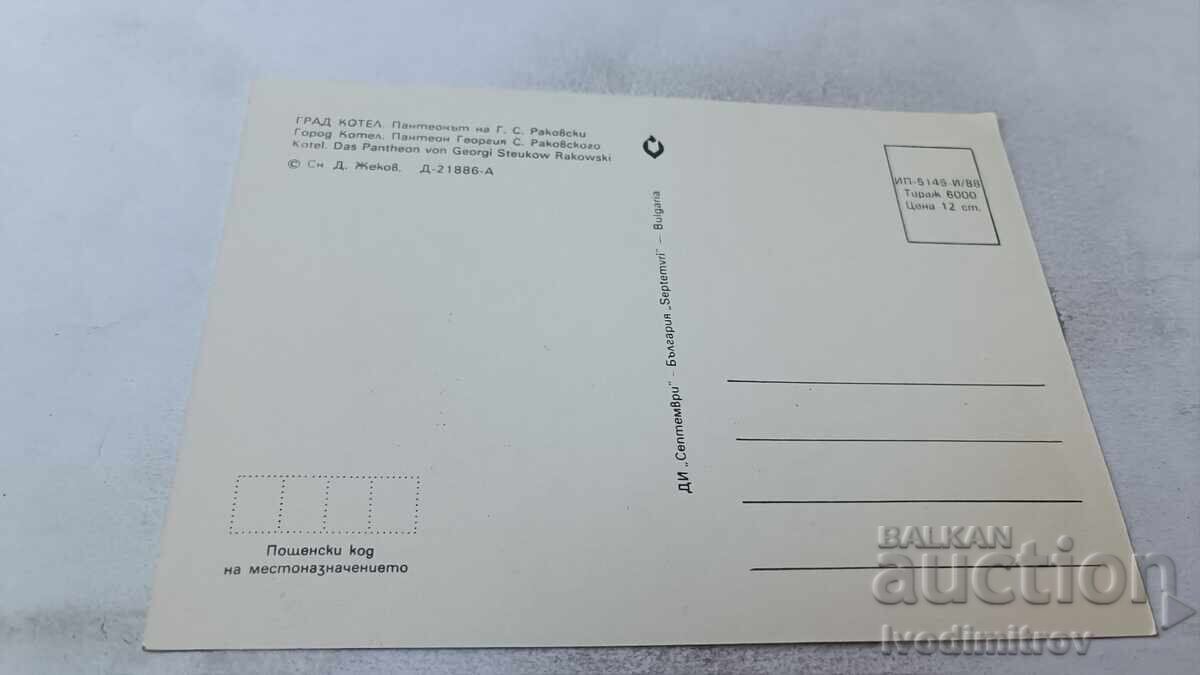 ГРАД КОТЕЛ. Пантеонът на Г. С. Раковски
Город Котел. Пантеон Георгия С. Раковского
Kotel. Das Pantheon von Georgi Steukow Rakowski
© Сн. Д. Жеков. Д-21886-А
ИП-5145-И/88
Тираж 6000
Цена 12 ст.
ДИ „Септември" – България „Septemvri" – Bulgaria
Пощенски код
на местоназначението
BALKAN
auction
Ivodimitrov